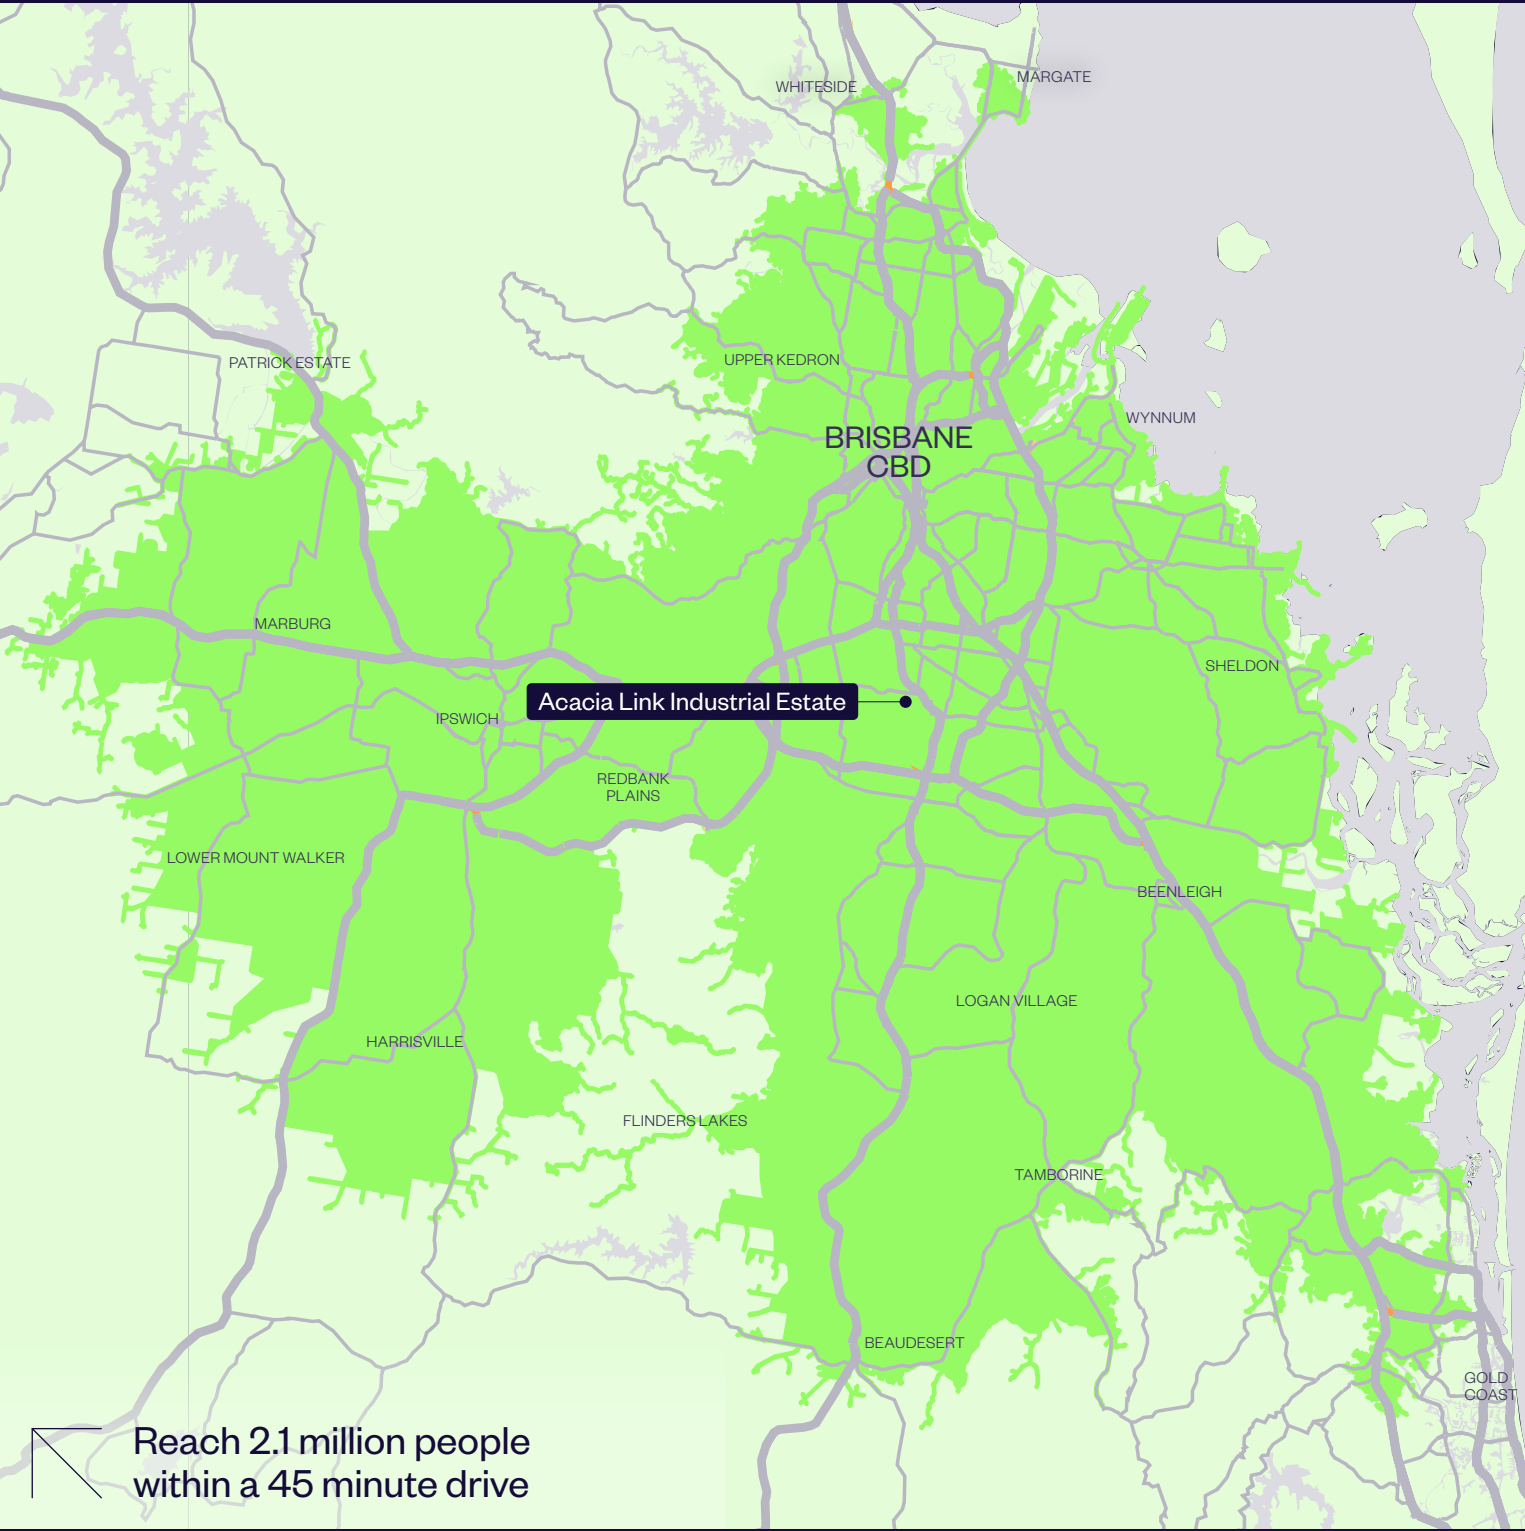 WHITESIDE
MARGATE
PATRICK ESTATE
UPPER KEDRON
WYNNUM
BRISBANE
CBD
MARBURG
SHELDON
Acacia Link Industrial Estate
IPSWICH
REDBANK
PLAINS
LOWER MOUNT WALKER
BEENLEIGH
LOGAN VILLAGE
HARRISVILLE
FLINDERS LAKES
TAMBORINE
BEAUDESERT
GOLD
COAST
Reach 2.1 million people
within a 45 minute drive